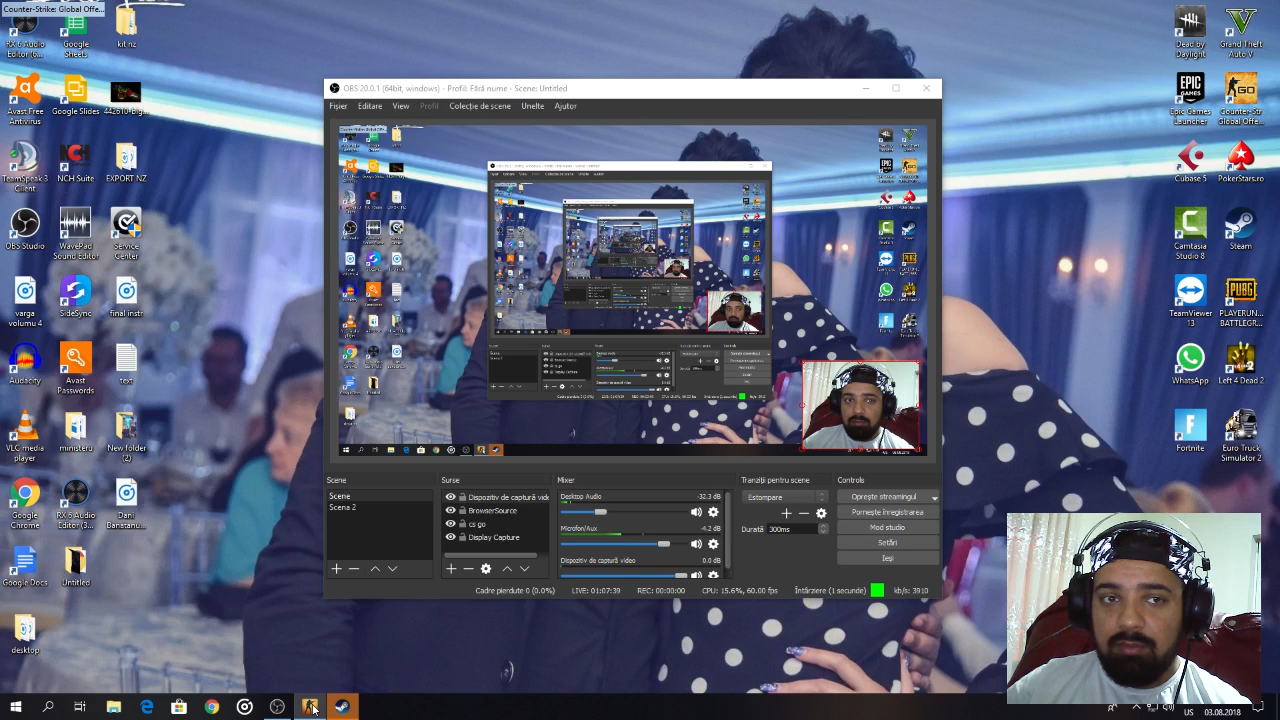 Counter-Strike: Global Offe...
RX 6 Audio
Editor (6...
Google
Sheets
kit nz
Avast Free
Antivirus
Google Slides
TeamSpeak 3
Client
NCH Suite
EXPORT NZ
OBS Studio
WavePad
Sound Editor
Service
Center
varga
volumu 4
SideSync
final instr
Audacity
Avast
Passwords
text
VLC media
player
ministeru
New folder
(2)
Google
Chrome
RX 6 Audio
Editor (3...
Dani
Banatanu...
Google Docs
Untitled
desktop
OBS 20.0.1 (64bit, windows) - Profil: Fără nume - Scene: Untitled
Fișier Editare View Profil Colecție de scene Unelte Ajutor
Scene
Scene
Scena 2
Surse
Dispozitiv de captură vide
BrowserSource
cs go
Display Capture
Mixer
Desktop Audio -32.3 dB
Microfon/Aux -4.2 dB
Dispozitiv de captură video 0.0 dB
Tranziții pentru scene
Estompare
Durată 300ms
Controls
Oprește streamingul
Pornește înregistrarea
Mod studio
Setări
Ieși
Cadre pierdute 0 (0.0%) LIVE: 01:07:39 REC: 00:00:00 CPU: 15.6%, 60.00 fps Întârziere (1 secunde) kb/s: 3910
Dead by
Daylight
Grand Theft
Auto V
EPIC
GAMES
Epic Games
Launcher
GO
Counter-Str
Global Offe...
Cubase 5
PokerStars.ro
Camtasia
Studio 8
Steam
TeamViewer
PUBG
PLAYERUN...
BATTLEGR...
WhatsApp
Left 4 Dead 2
Fortnite
Euro Truck
Simulator 2
US 03.08.2018